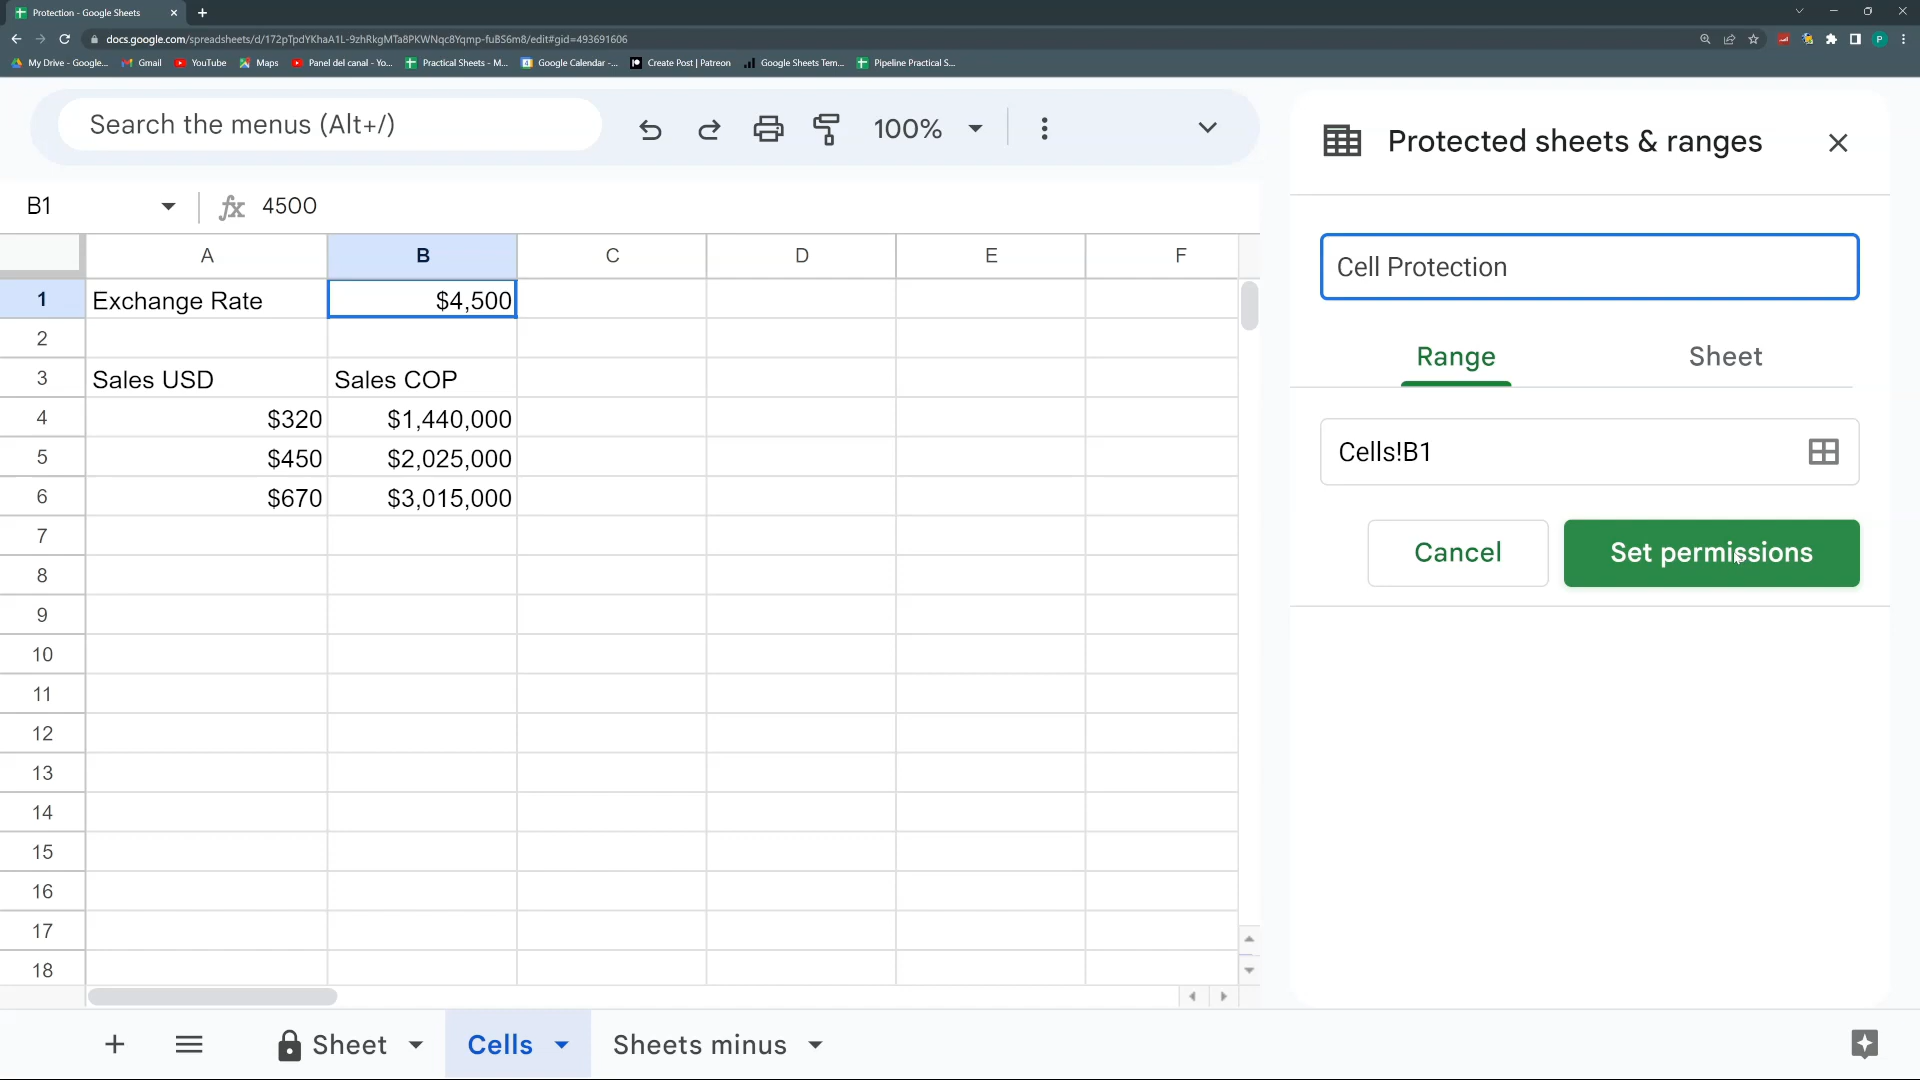 Protection - Google Sheets
docs.google.com/spreadsheets/d/172pTpdYKhaA1L-9zhRkgMTa8PKWNqc8Yqmp-fuBS6m8/edit#gid=493691606
P
My Drive - Google...
Gmail
YouTube
Maps
Panel del canal - Yo...
Practical Sheets - M...
Google Calendar -...
Create Post | Patreon
Google Sheets Tem...
Pipeline Practical S...
Search the menus (Alt+/)
100%
Protected sheets & ranges
B1
fx 4500
A B C D E F
Cell Protection
1 Exchange Rate $4,500
2
Range Sheet
3 Sales USD Sales COP
4 $320 $1,440,000
Cells!B1
5 $450 $2,025,000
6 $670 $3,015,000
7
Cancel Set permissions
8
9
10
11
12
13
14
15
16
17
18
Sheet Cells Sheets minus